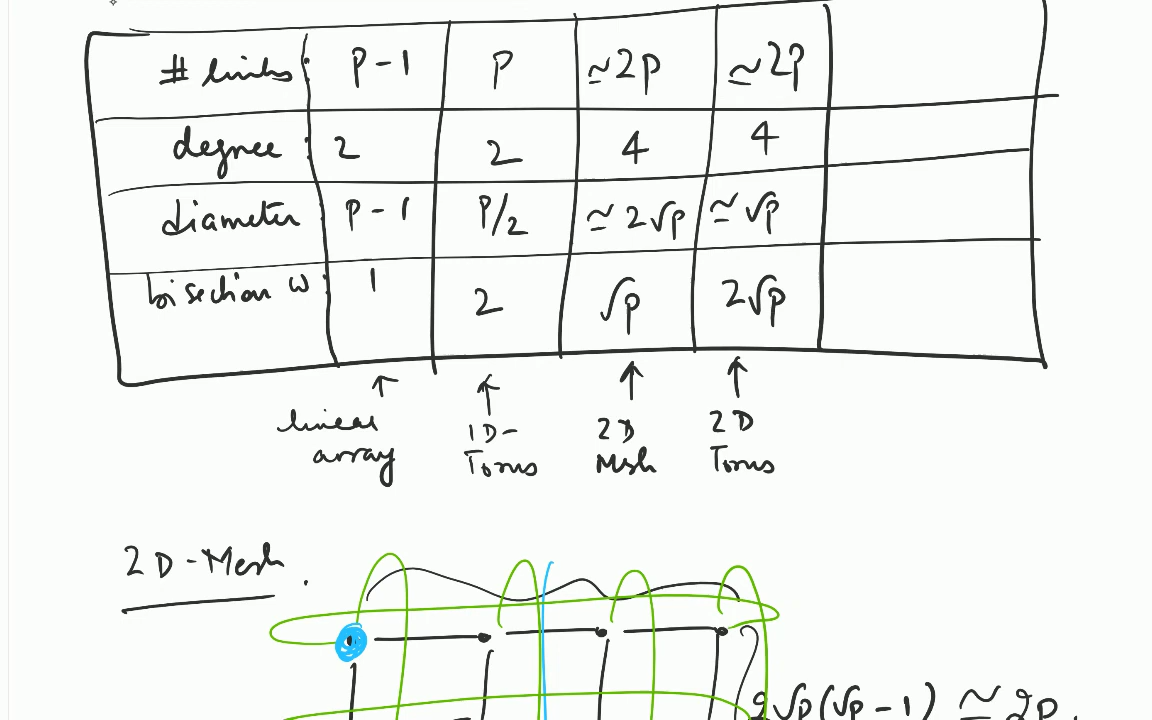 # links : P-1 P ≃2p ≃2p
degree : 2 2 4 4
diameter : P-1 P/2 ≃2√p ≃√p
bisection w : 1 2 √p 2√p
↑ ↑ ↑ ↑
linear array
1D-Torus
2D Mesh
2D Torus
2D-Mesh.
2√p(√p-1) ≃2p.